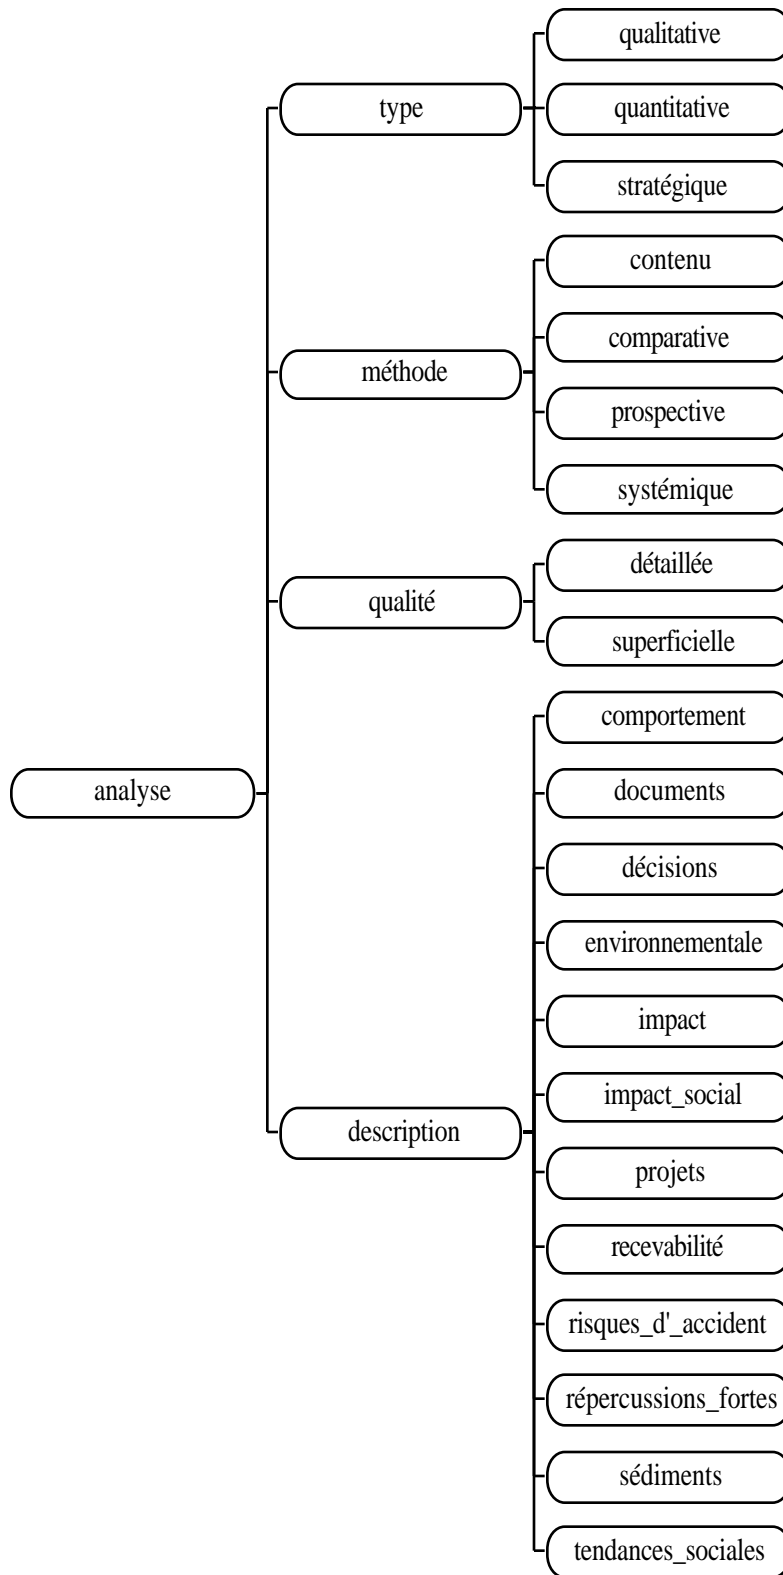 qualitative
type
quantitative
stratégique
contenu
comparative
méthode
prospective
systémique
détaillée
qualité
superficielle
comportement
analyse
documents
décisions
environnementale
impact
impact_social
description
projets
recevabilité
risques_d'_accident
répercussions_fortes
sédiments
tendances_sociales